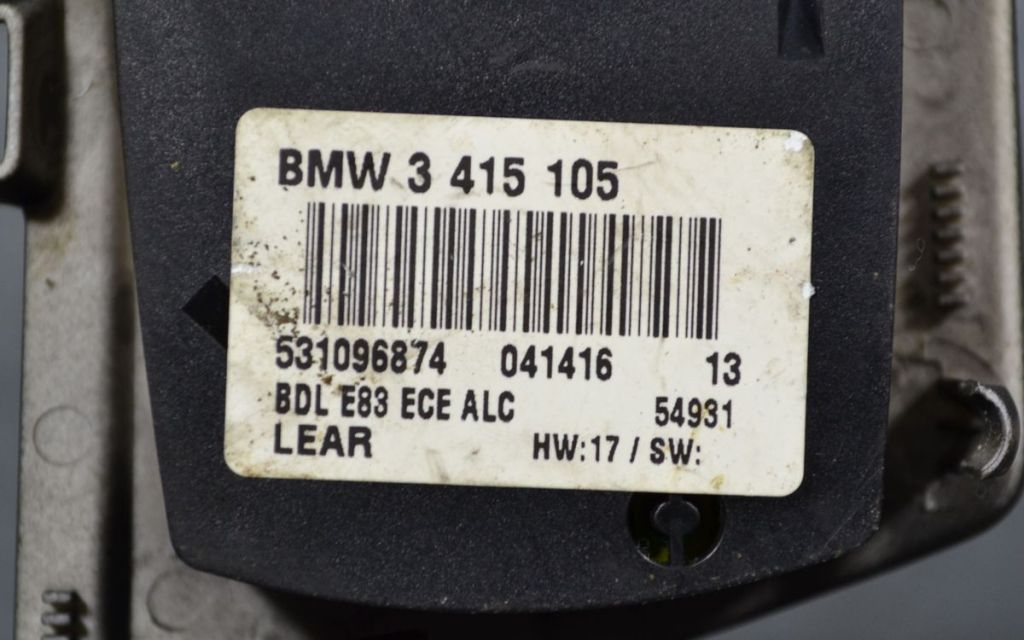 BMW 3 415 105
531096874 041416 13
BDL E83 ECE ALC 54931
LEAR HW:17 / SW: